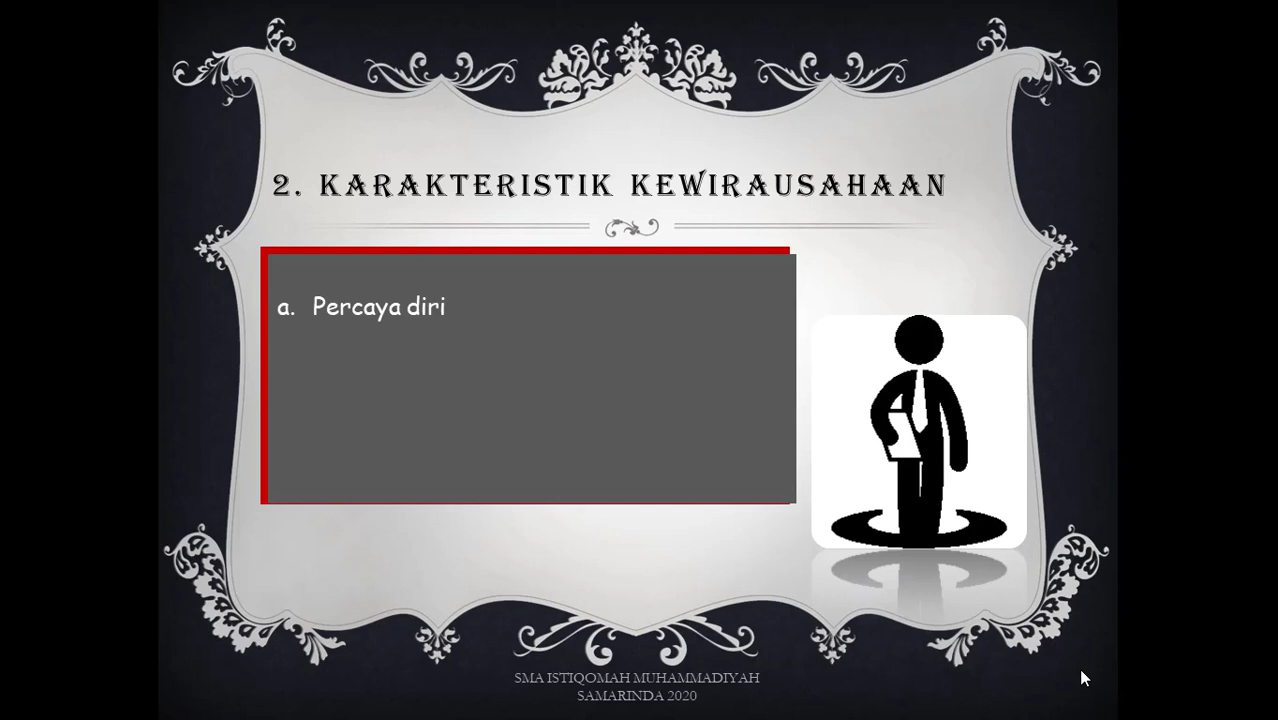 2. KARAKTERISTIK KEWIRAUSAHAAN
a. Percaya diri
SMA ISTIQOMAH MUHAMMADIYAH
SAMARINDA 2020